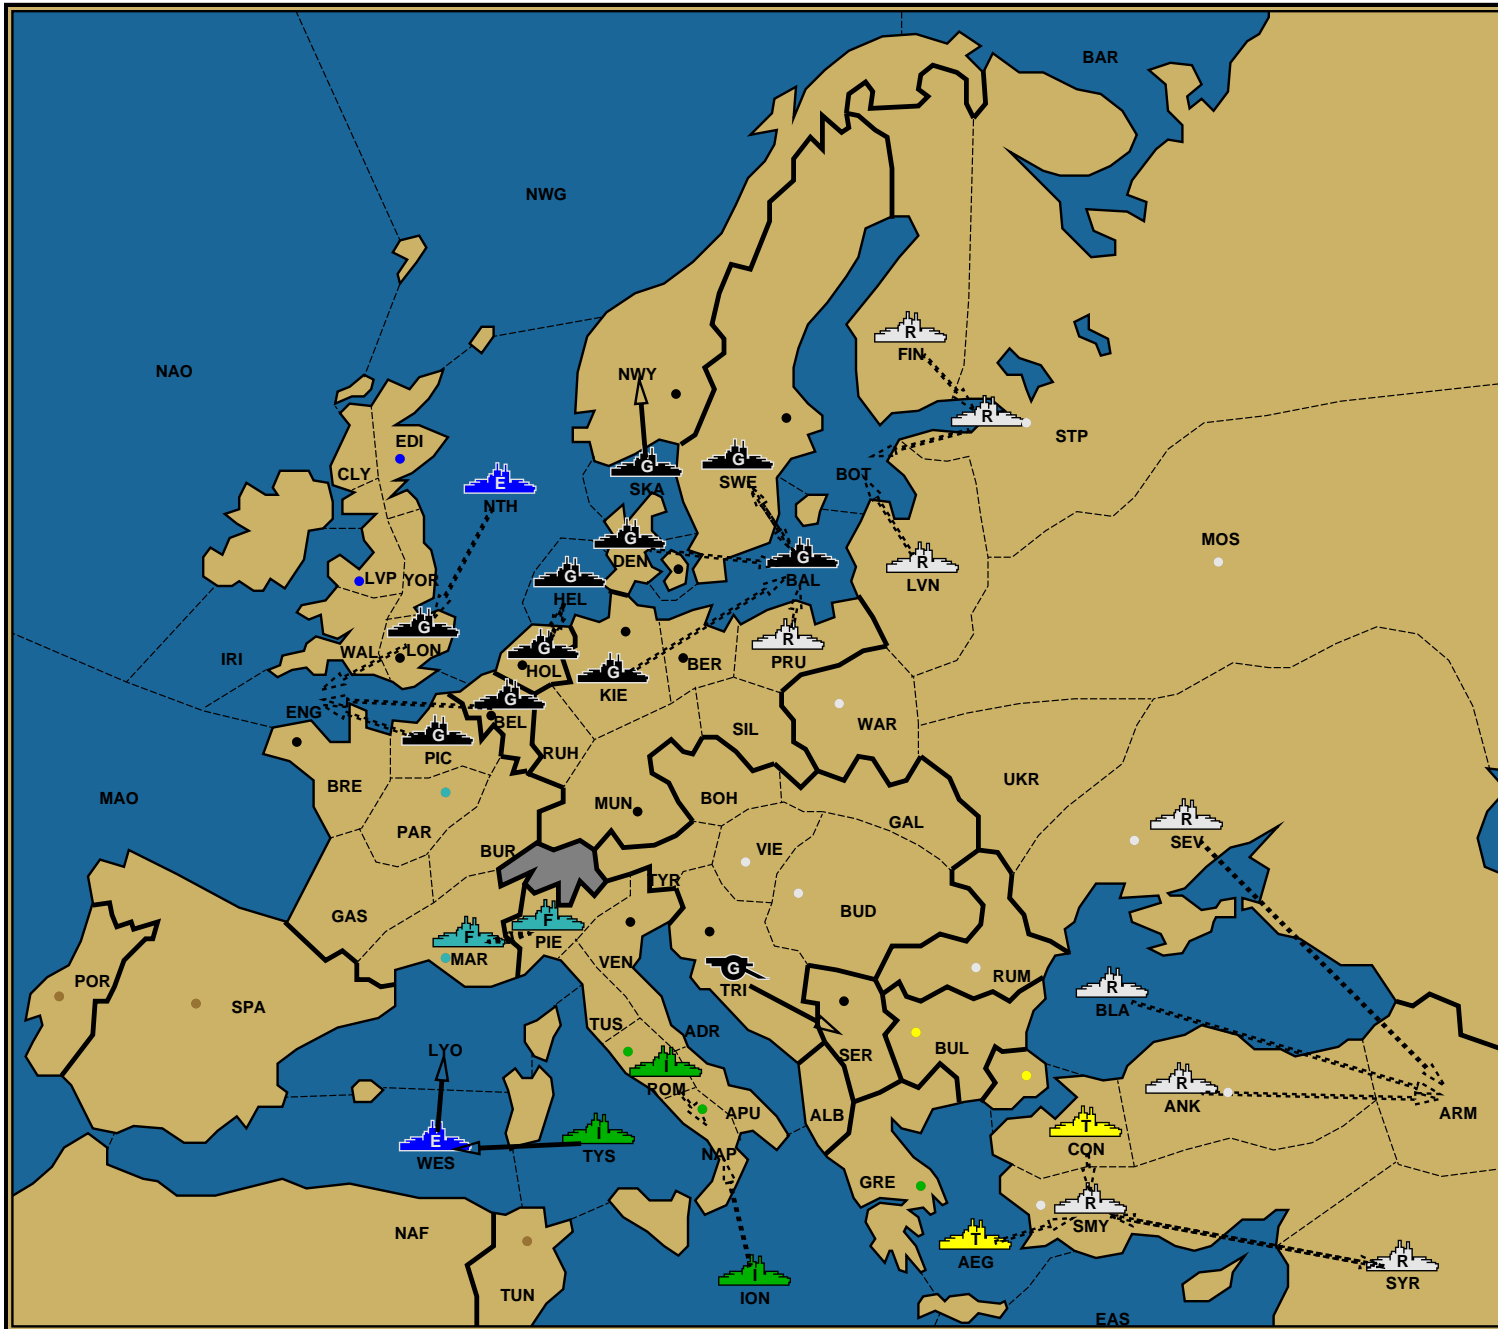 BAR
NWG
NAO
NWY
R
FIN
R
STP
EDI
CLY
E
NTH
G
SKA
G
SWE
BOT
MOS
G
DEN
G
BAL
R
LVN
LVP
YOR
G
HEL
G
LON
WAL
IRI
G
HOL
G
KIE
BER
R
PRU
ENG
G
BEL
G
PIC
RUH
SIL
WAR
UKR
BRE
MAO
PAR
MUN
BOH
GAL
R
SEV
BUR
VIE
TYR
BUD
GAS
F
MAR
F
PIE
VEN
G
TRI
RUM
POR
SPA
R
BLA
TUS
ADR
SER
BUL
LYO
I
ROM
R
ANK
ARM
APU
ALB
T
CON
E
WES
I
TYS
NAP
GRE
R
SMY
NAF
T
AEG
R
SYR
I
ION
TUN
EAS